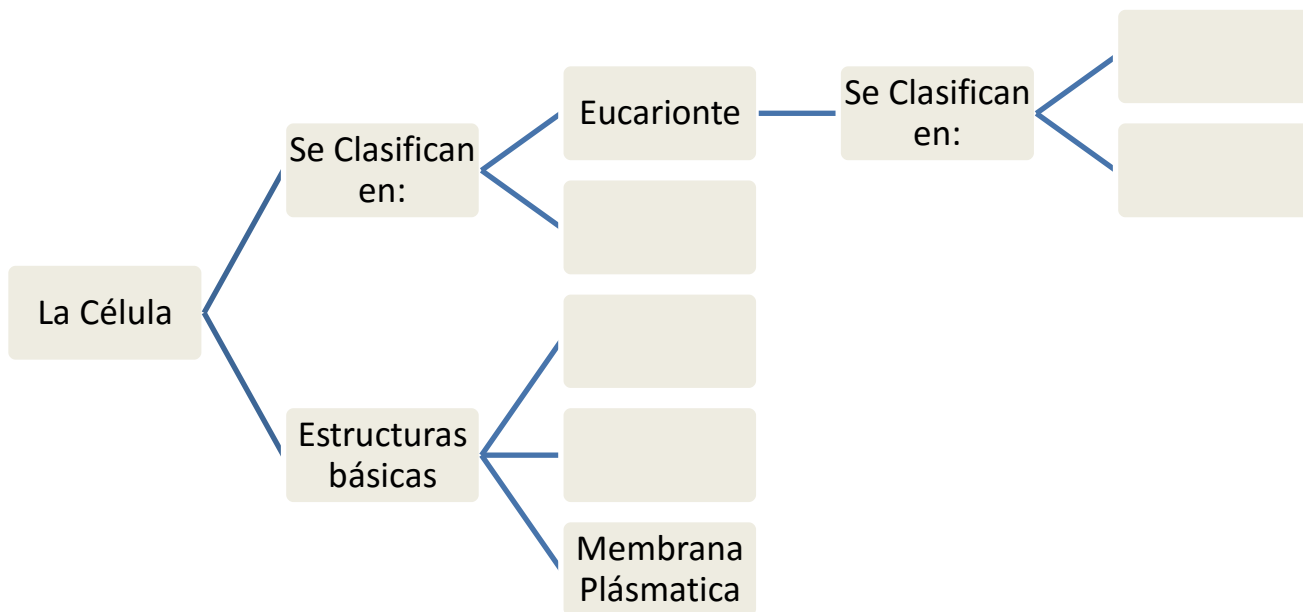 La Célula
Se Clasifican
en:
Eucarionte
Se Clasifican
en:
Estructuras
básicas
Membrana
Plásmatica